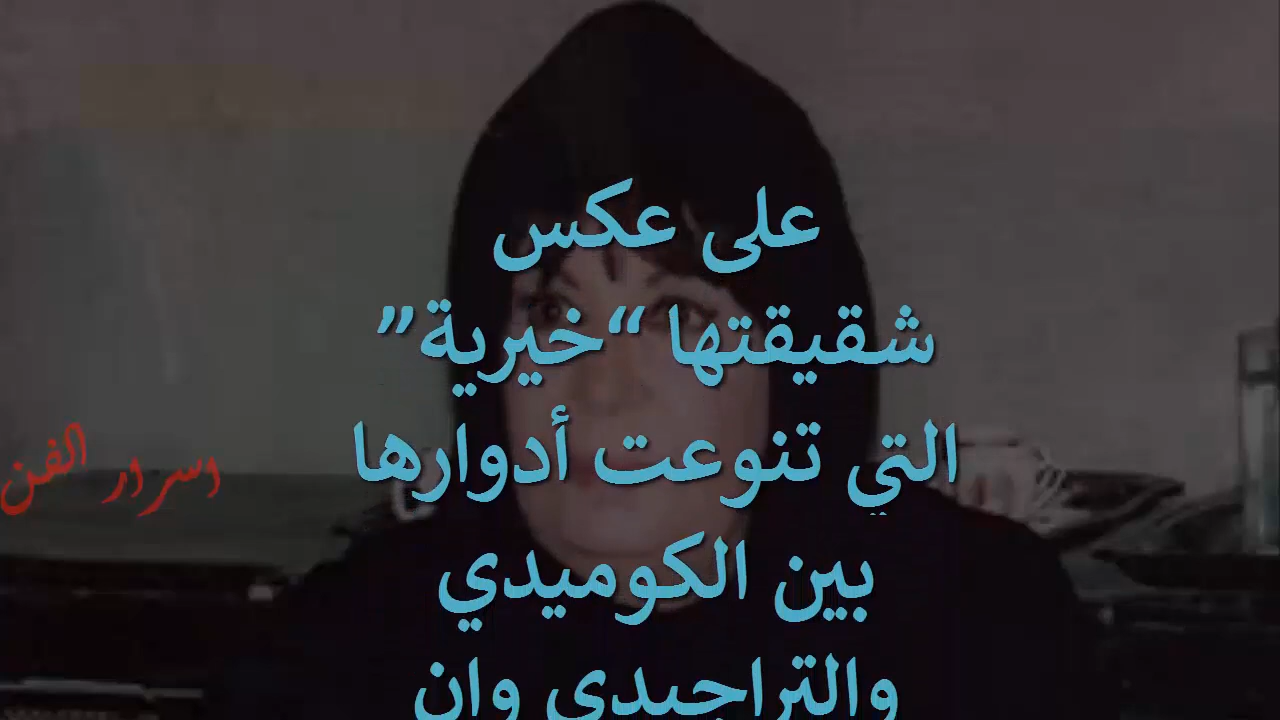 على عكس
شقيقتها “خيرية”
التي تنوعت أدوارها
بين الكوميدي
والتراجيدي وان
اسرار الفن